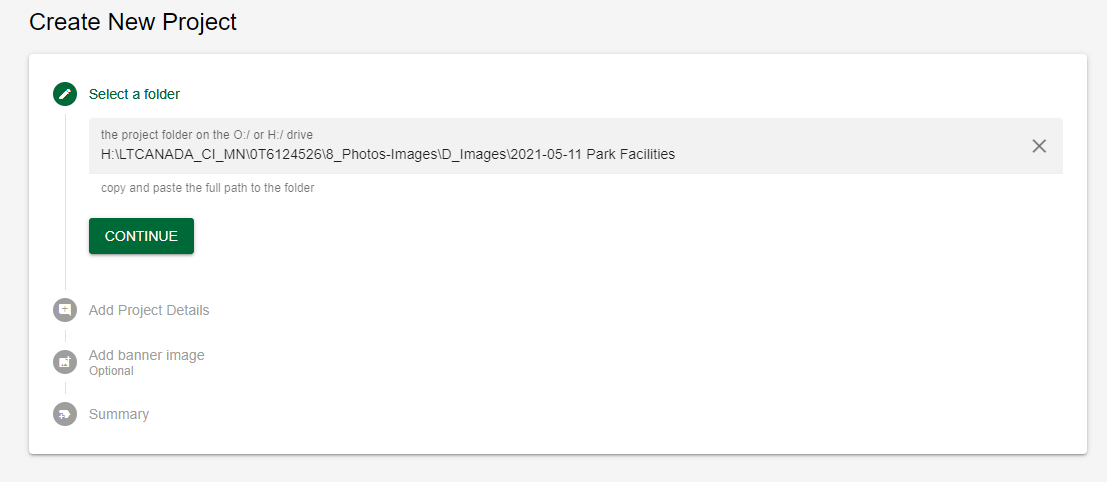 Create New Project
Select a folder
the project folder on the O:/ or H:/ drive
H:\LTCANADA_CI_MN\0T6124526\8_Photos-Images\D_Images\2021-05-11 Park Facilities
copy and paste the full path to the folder
CONTINUE
Add Project Details
Add banner image
Optional
Summary